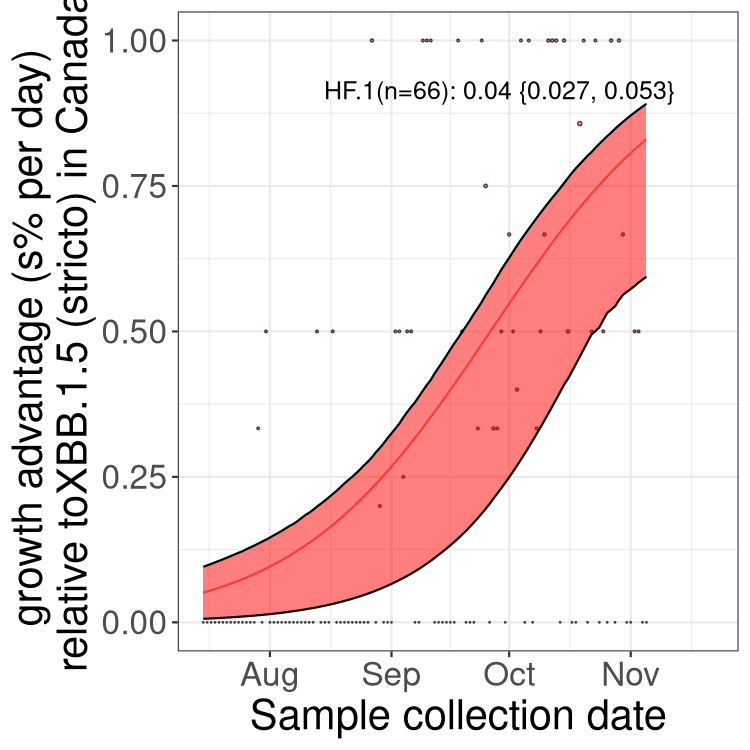 growth advantage (s% per day)
relative toXBB.1.5 (stricto) in Canada
1.00
0.75
0.50
0.25
0.00
HF.1(n=66): 0.04 {0.027, 0.053}
Aug Sep Oct Nov
Sample collection date